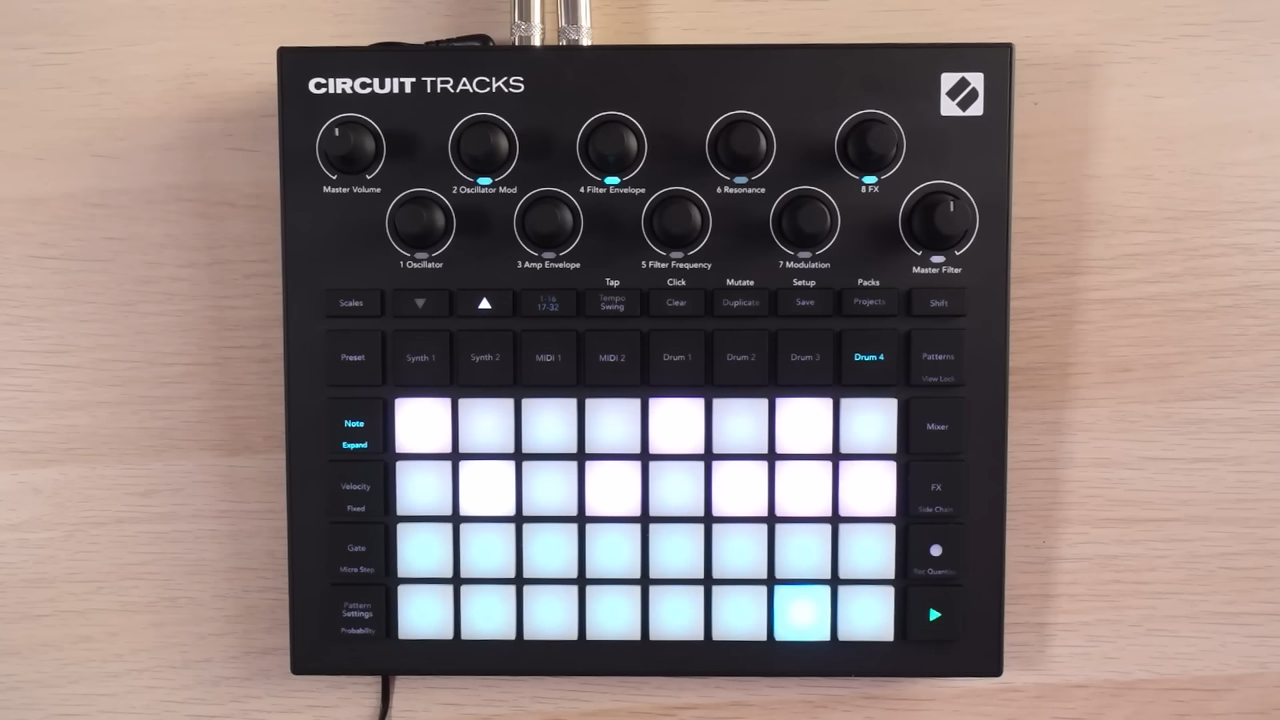 CIRCUIT TRACKS
Master Volume
2 Oscillator Mod
4 Filter Envelope
6 Resonance
8 FX
1 Oscillator
3 Amp Envelope
5 Filter Frequency
7 Modulation
Master Filter
Tap
Click
Mutate
Setup
Packs
Scales
1-16
17-32
Tempo
Swing
Clear
Duplicate
Save
Projects
Shift
Preset
Synth 1
Synth 2
MIDI 1
MIDI 2
Drum 1
Drum 2
Drum 3
Drum 4
Patterns
View Lock
Note
Expand
Mixer
Velocity
Fixed
FX
Side Chain
Gate
Micro Step
Rec Quantise
Pattern
Settings
Probability